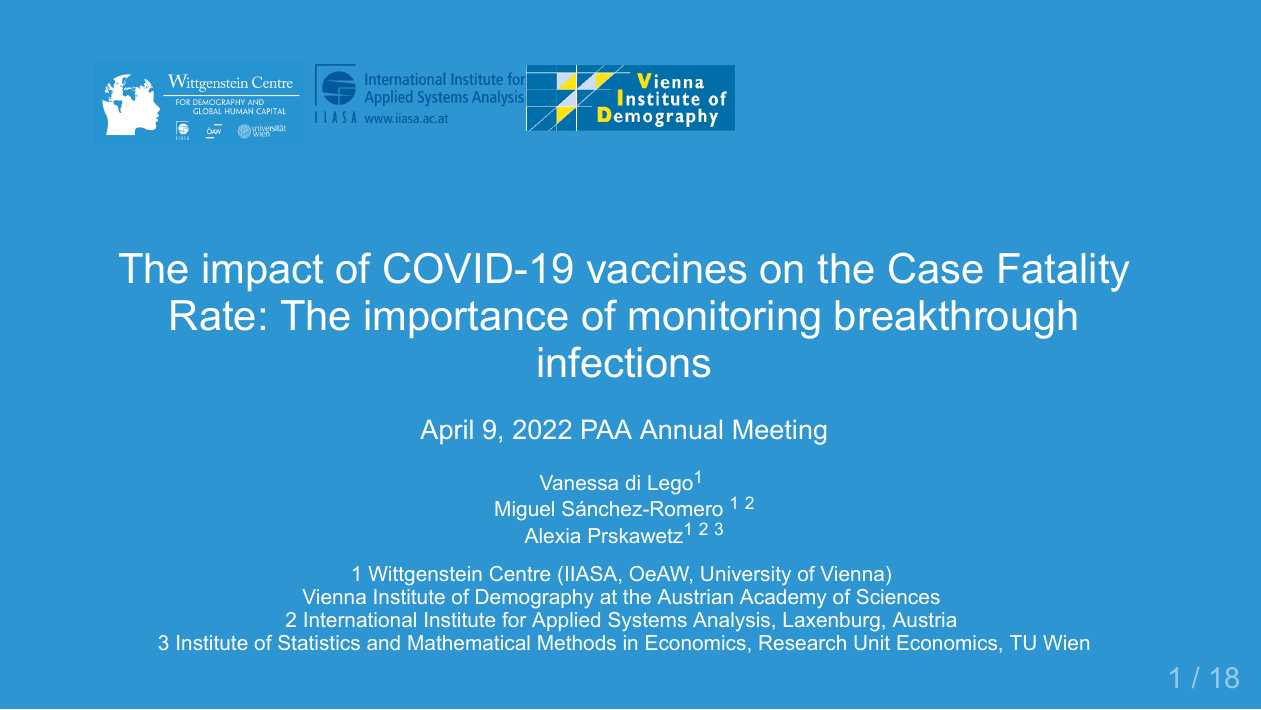 Wittgenstein Centre
FOR DEMOGRAPHY AND
GLOBAL HUMAN CAPITAL
IIASA
ÖAW
universität
wien
International Institute for
Applied Systems Analysis
IIASA www.iiasa.ac.at
Vienna
Institute of
Demography
The impact of COVID-19 vaccines on the Case Fatality
Rate: The importance of monitoring breakthrough
infections
April 9, 2022 PAA Annual Meeting
Vanessa di Lego1
Miguel Sánchez-Romero 1 2
Alexia Prskawetz1 2 3
1 Wittgenstein Centre (IIASA, OeAW, University of Vienna)
Vienna Institute of Demography at the Austrian Academy of Sciences
2 International Institute for Applied Systems Analysis, Laxenburg, Austria
3 Institute of Statistics and Mathematical Methods in Economics, Research Unit Economics, TU Wien
1 / 18